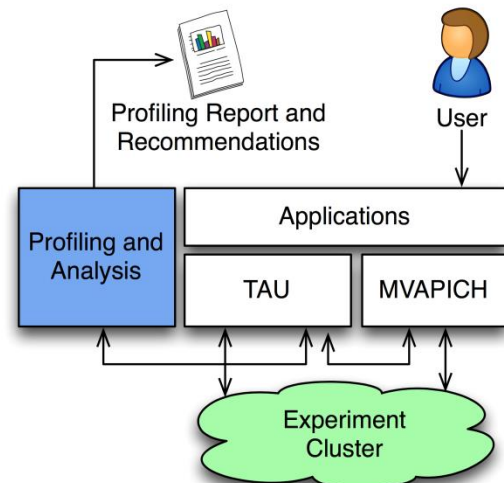 Profiling Report and
Recommendations
User
Applications
Profiling and
Analysis
TAU
MVAPICH
Experiment
Cluster